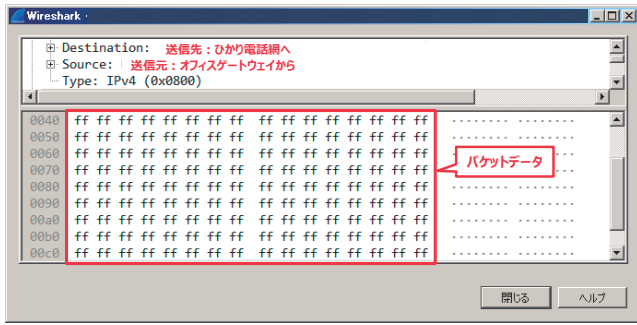 Wireshark ·
Destination: 送信先：ひかり電話網へ
Source: 送信元：オフィスゲートウェイから
Type: IPv4 (0x0800)
0040 ff ff ff ff ff ff ff ff ff ff ff ff ff ff ff ff ........ ........
0050 ff ff ff ff ff ff ff ff ff ff ff ff ff ff ff ff ........ ........
0060 ff ff ff ff ff ff ff ff ff ff ff ff ff ff ff ff ........
0070 ff ff ff ff ff ff ff ff ff ff ff ff ff ff ff ff パケットデータ
0080 ff ff ff ff ff ff ff ff ff ff ff ff ff ff ff ff ........ ........
0090 ff ff ff ff ff ff ff ff ff ff ff ff ff ff ff ff ........ ........
00a0 ff ff ff ff ff ff ff ff ff ff ff ff ff ff ff ff ........ ........
00b0 ff ff ff ff ff ff ff ff ff ff ff ff ff ff ff ff ........ ........
00c0 ff ff ff ff ff ff ff ff ff ff ff ff ff ff ff ff ........ ........
閉じる ヘルプ